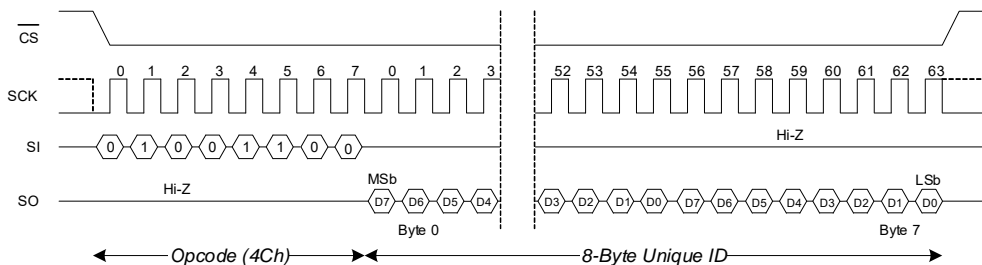 CS
0 1 2 3 4 5 6 7 0 1 2 3 52 53 54 55 56 57 58 59 60 61 62 63
SCK
Hi-Z
SI 0 1 0 0 1 1 0 0
Hi-Z MSb LSb
SO D7 D6 D5 D4 D3 D2 D1 D0 D7 D6 D5 D4 D3 D2 D1 D0
Byte 0 Byte 7
Opcode (4Ch) 8-Byte Unique ID